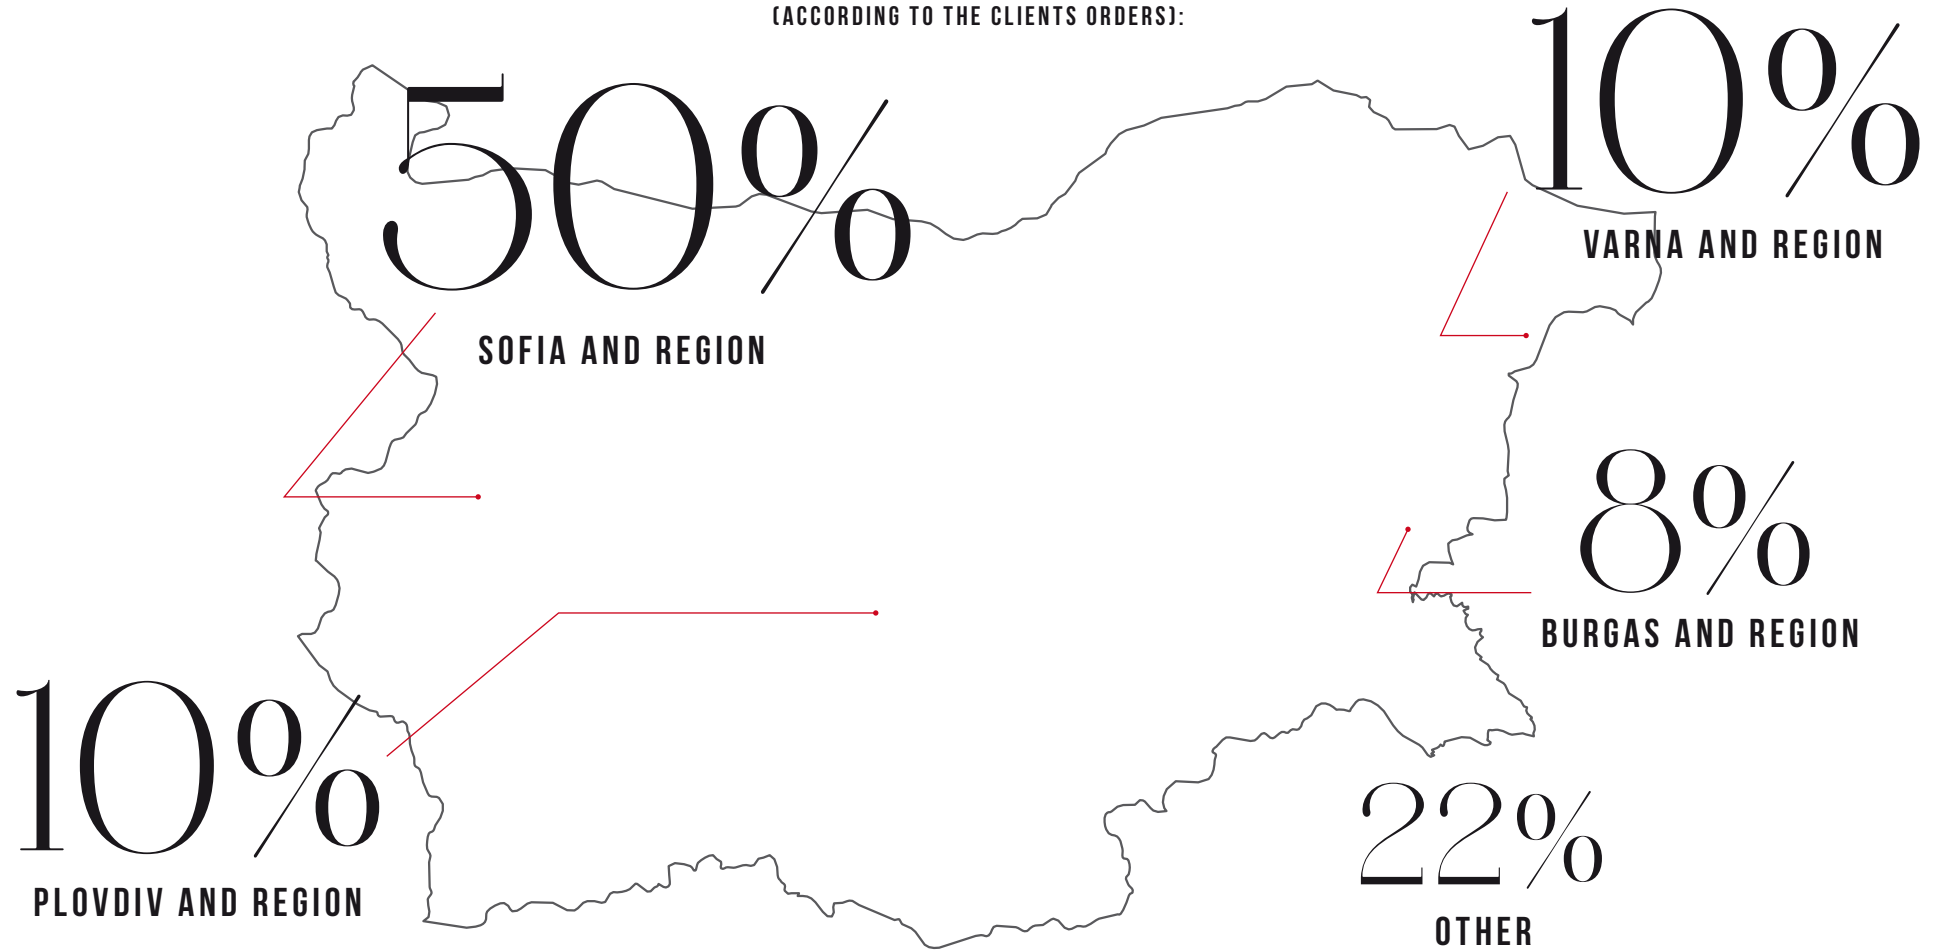 (ACCORDING TO THE CLIENTS ORDERS):
50%
SOFIA AND REGION
10%
VARNA AND REGION
8%
BURGAS AND REGION
10%
PLOVDIV AND REGION
22%
OTHER